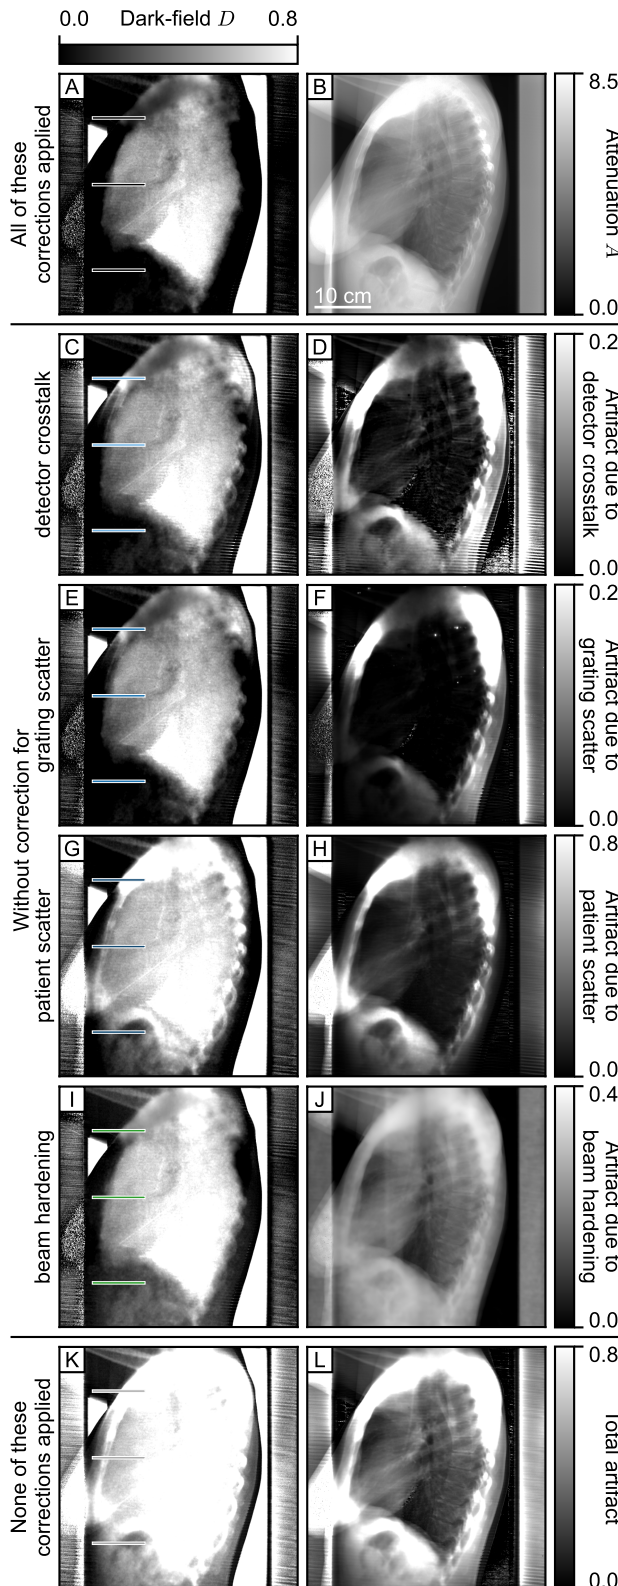 0.0 Dark-field D 0.8
A
B
8.5
All of these
corrections applied
Attenuation A
10 cm
0.0
C
D
0.2
detector crosstalk
Artifact due to
detector crosstalk
0.0
E
F
0.2
Without correction for
grating scatter
Artifact due to
grating scatter
0.0
G
H
0.8
patient scatter
Artifact due to
patient scatter
0.0
I
J
0.4
beam hardening
Artifact due to
beam hardening
0.0
K
L
0.8
None of these
corrections applied
Total artifact
0.0